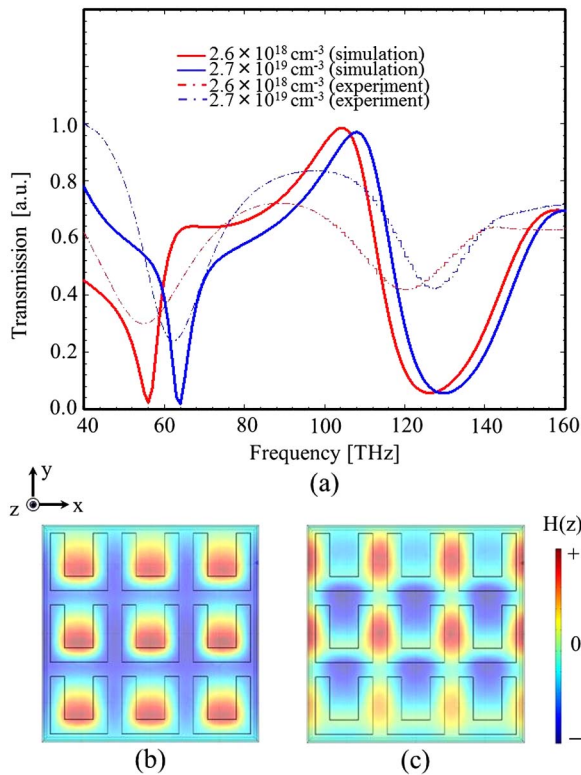 2.6×10¹⁸ cm⁻³ (simulation)
2.7×10¹⁹ cm⁻³ (simulation)
2.6×10¹⁸ cm⁻³ (experiment)
2.7×10¹⁹ cm⁻³ (experiment)
1.0
0.8
0.6
0.4
0.2
0.0
Transmission [a.u.]
40 60 80 100 120 140 160
Frequency [THz]
(a)
y
z x
H(z)
+
0
−
(b) (c)